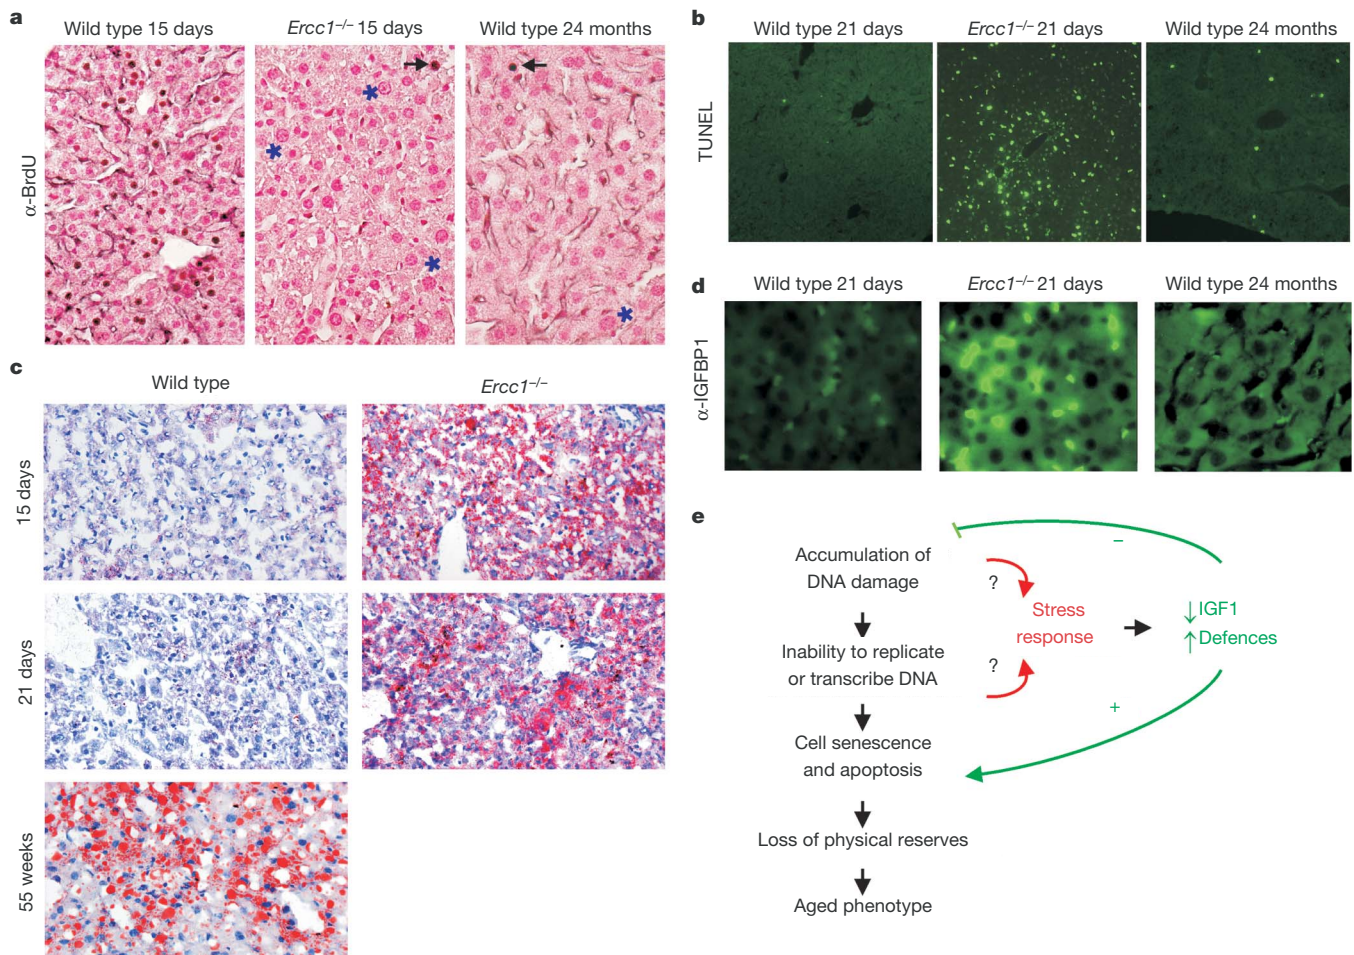 a
Wild type 15 days
Ercc1⁻/⁻ 15 days
Wild type 24 months
α-BrdU
*
*
*
*
b
Wild type 21 days
Ercc1⁻/⁻ 21 days
Wild type 24 months
TUNEL
c
Wild type
Ercc1⁻/⁻
15 days
21 days
55 weeks
d
Wild type 21 days
Ercc1⁻/⁻ 21 days
Wild type 24 months
α-IGFBP1
e
Accumulation of
DNA damage
Inability to replicate
or transcribe DNA
Cell senescence
and apoptosis
Loss of physical reserves
Aged phenotype
?
Stress
response
?
↓IGF1
↑Defences
–
+